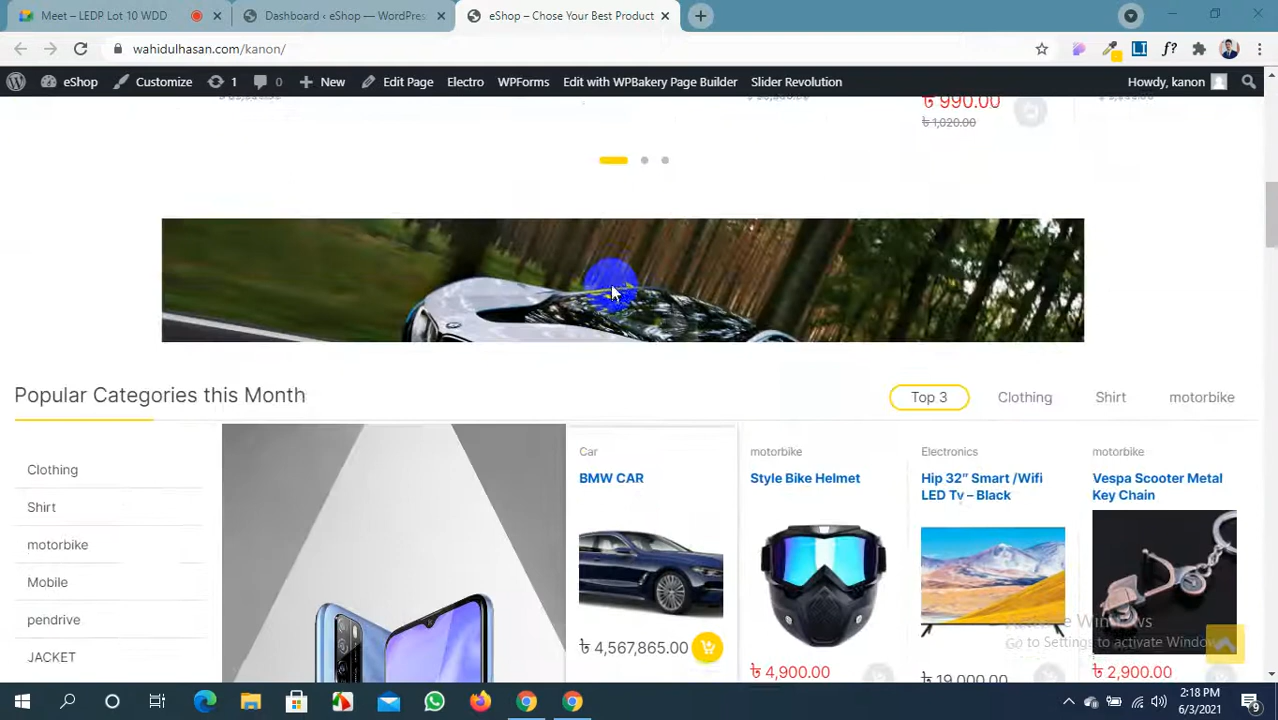 Meet – LEDP Lot 10 WDD
Dashboard ‹ eShop — WordPres
eShop – Chose Your Best Product
wahidulhasan.com/kanon/
eShop
Customize
1
0
New
Edit Page
Electro
WPForms
Edit with WPBakery Page Builder
Slider Revolution
Howdy, kanon
৳ 990.00
৳ 1,020.00
Popular Categories this Month
Top 3
Clothing
Shirt
motorbike
Clothing
Shirt
motorbike
Mobile
pendrive
JACKET
Car
BMW CAR
৳ 4,567,865.00
motorbike
Style Bike Helmet
৳ 4,900.00
Electronics
Hip 32″ Smart /Wifi
LED Tv – Black
৳ 19,000.00
motorbike
Vespa Scooter Metal
Key Chain
৳ 2,900.00
Activate Windows
Go to Settings to activate Windows
2:18 PM
6/3/2021
9